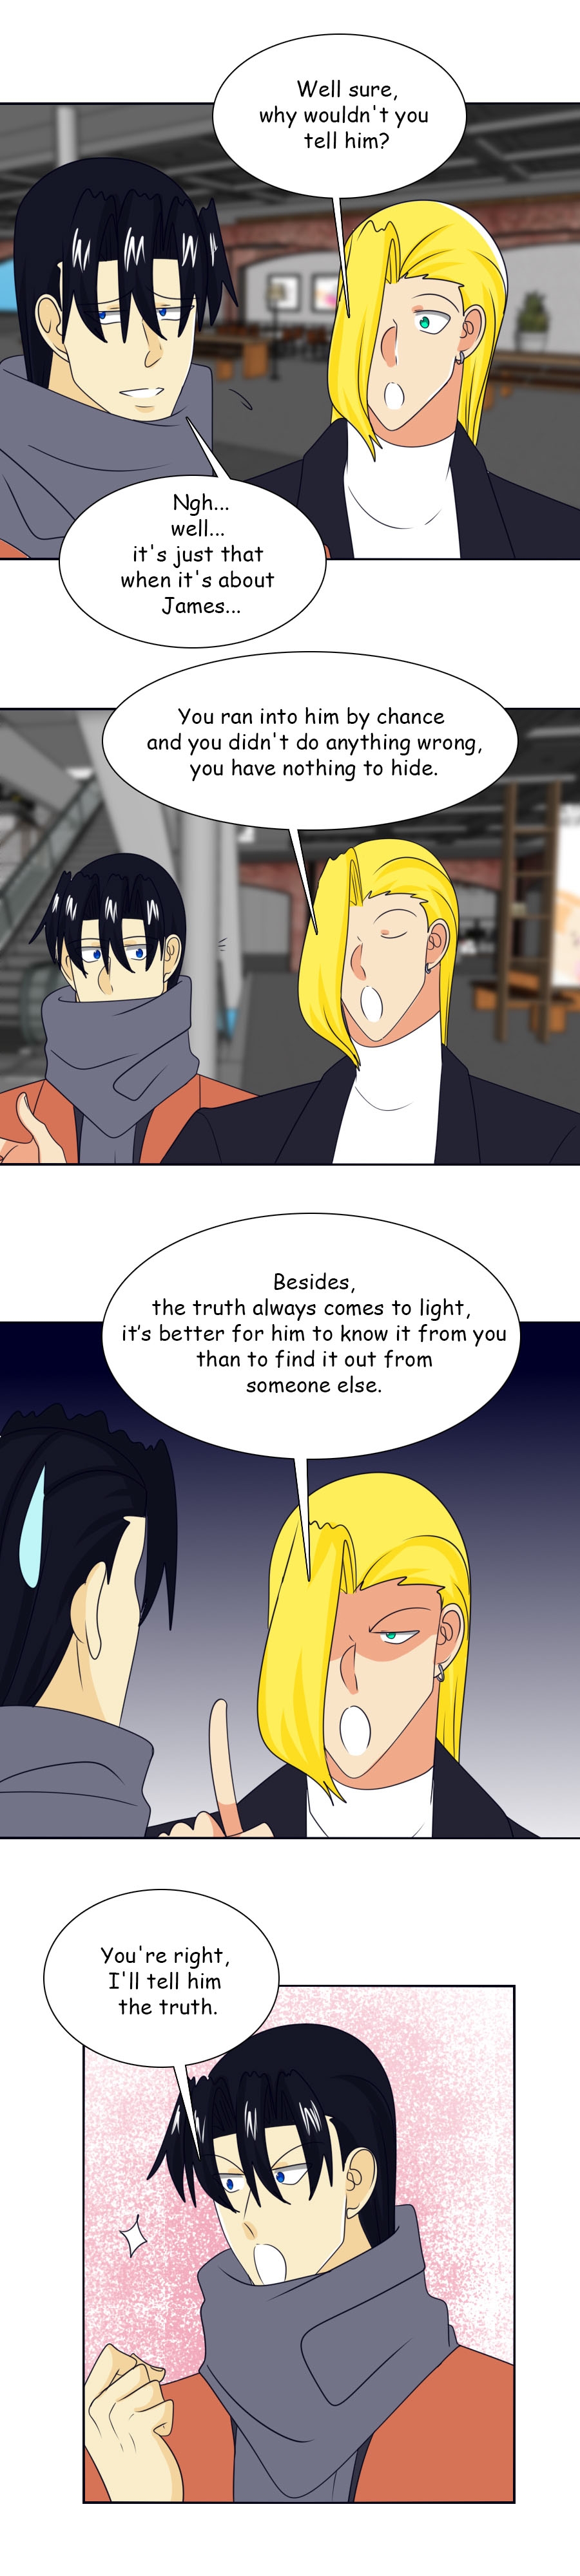 Well sure,
why wouldn't you
tell him?
Ngh...
well...
it's just that
when it's about
James...
You ran into him by chance
and you didn't do anything wrong,
you have nothing to hide.
Besides,
the truth always comes to light,
it’s better for him to know it from you
than to find it out from
someone else.
You're right,
I'll tell him
the truth.